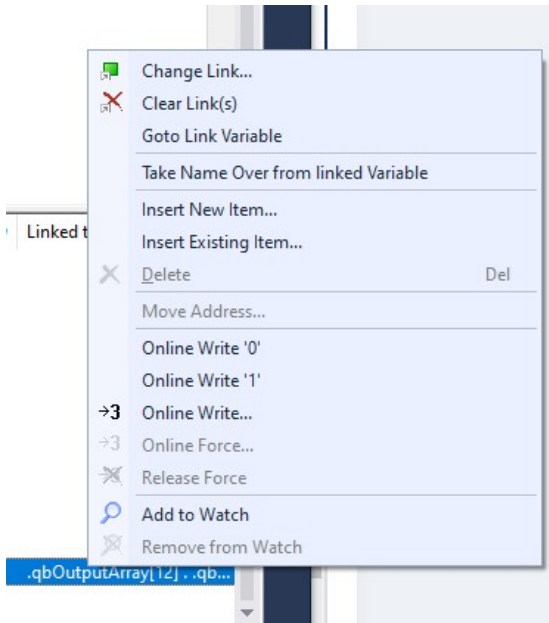 Change Link...
Clear Link(s)
Goto Link Variable
Take Name Over from linked Variable
Linked t
Insert New Item...
Insert Existing Item...
Delete Del
Move Address...
Online Write '0'
Online Write '1'
→3 Online Write...
→3 Online Force...
Release Force
Add to Watch
Remove from Watch
.qbOutputArray[12] . .qb...